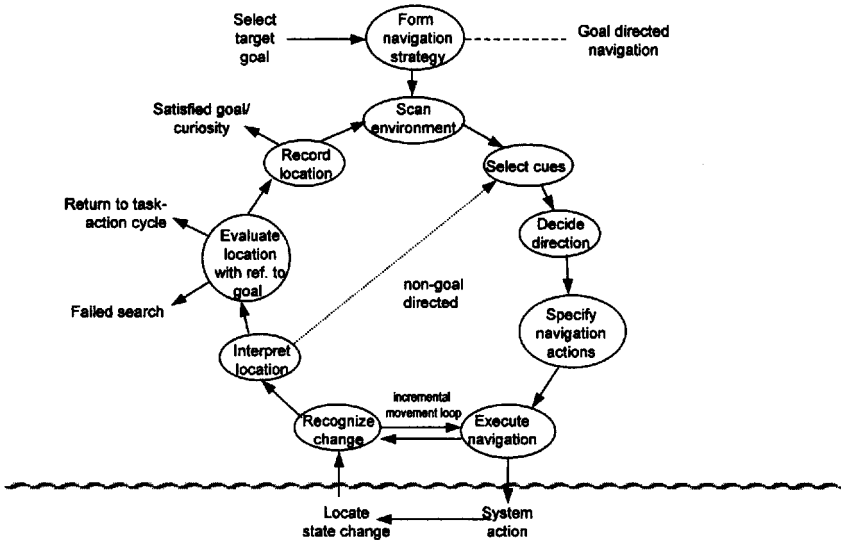 Select
target
goal
Form
navigation
strategy
Goal directed
navigation
Satisfied goal/
curiosity
Scan
environment
Record
location
Select cues
Return to task-
action cycle
Evaluate
location
with ref. to
goal
Decide
direction
non-goal
directed
Failed search
Specify
navigation
actions
Interpret
location
incremental
movement loop
Recognize
change
Execute
navigation
Locate
state change
System
action